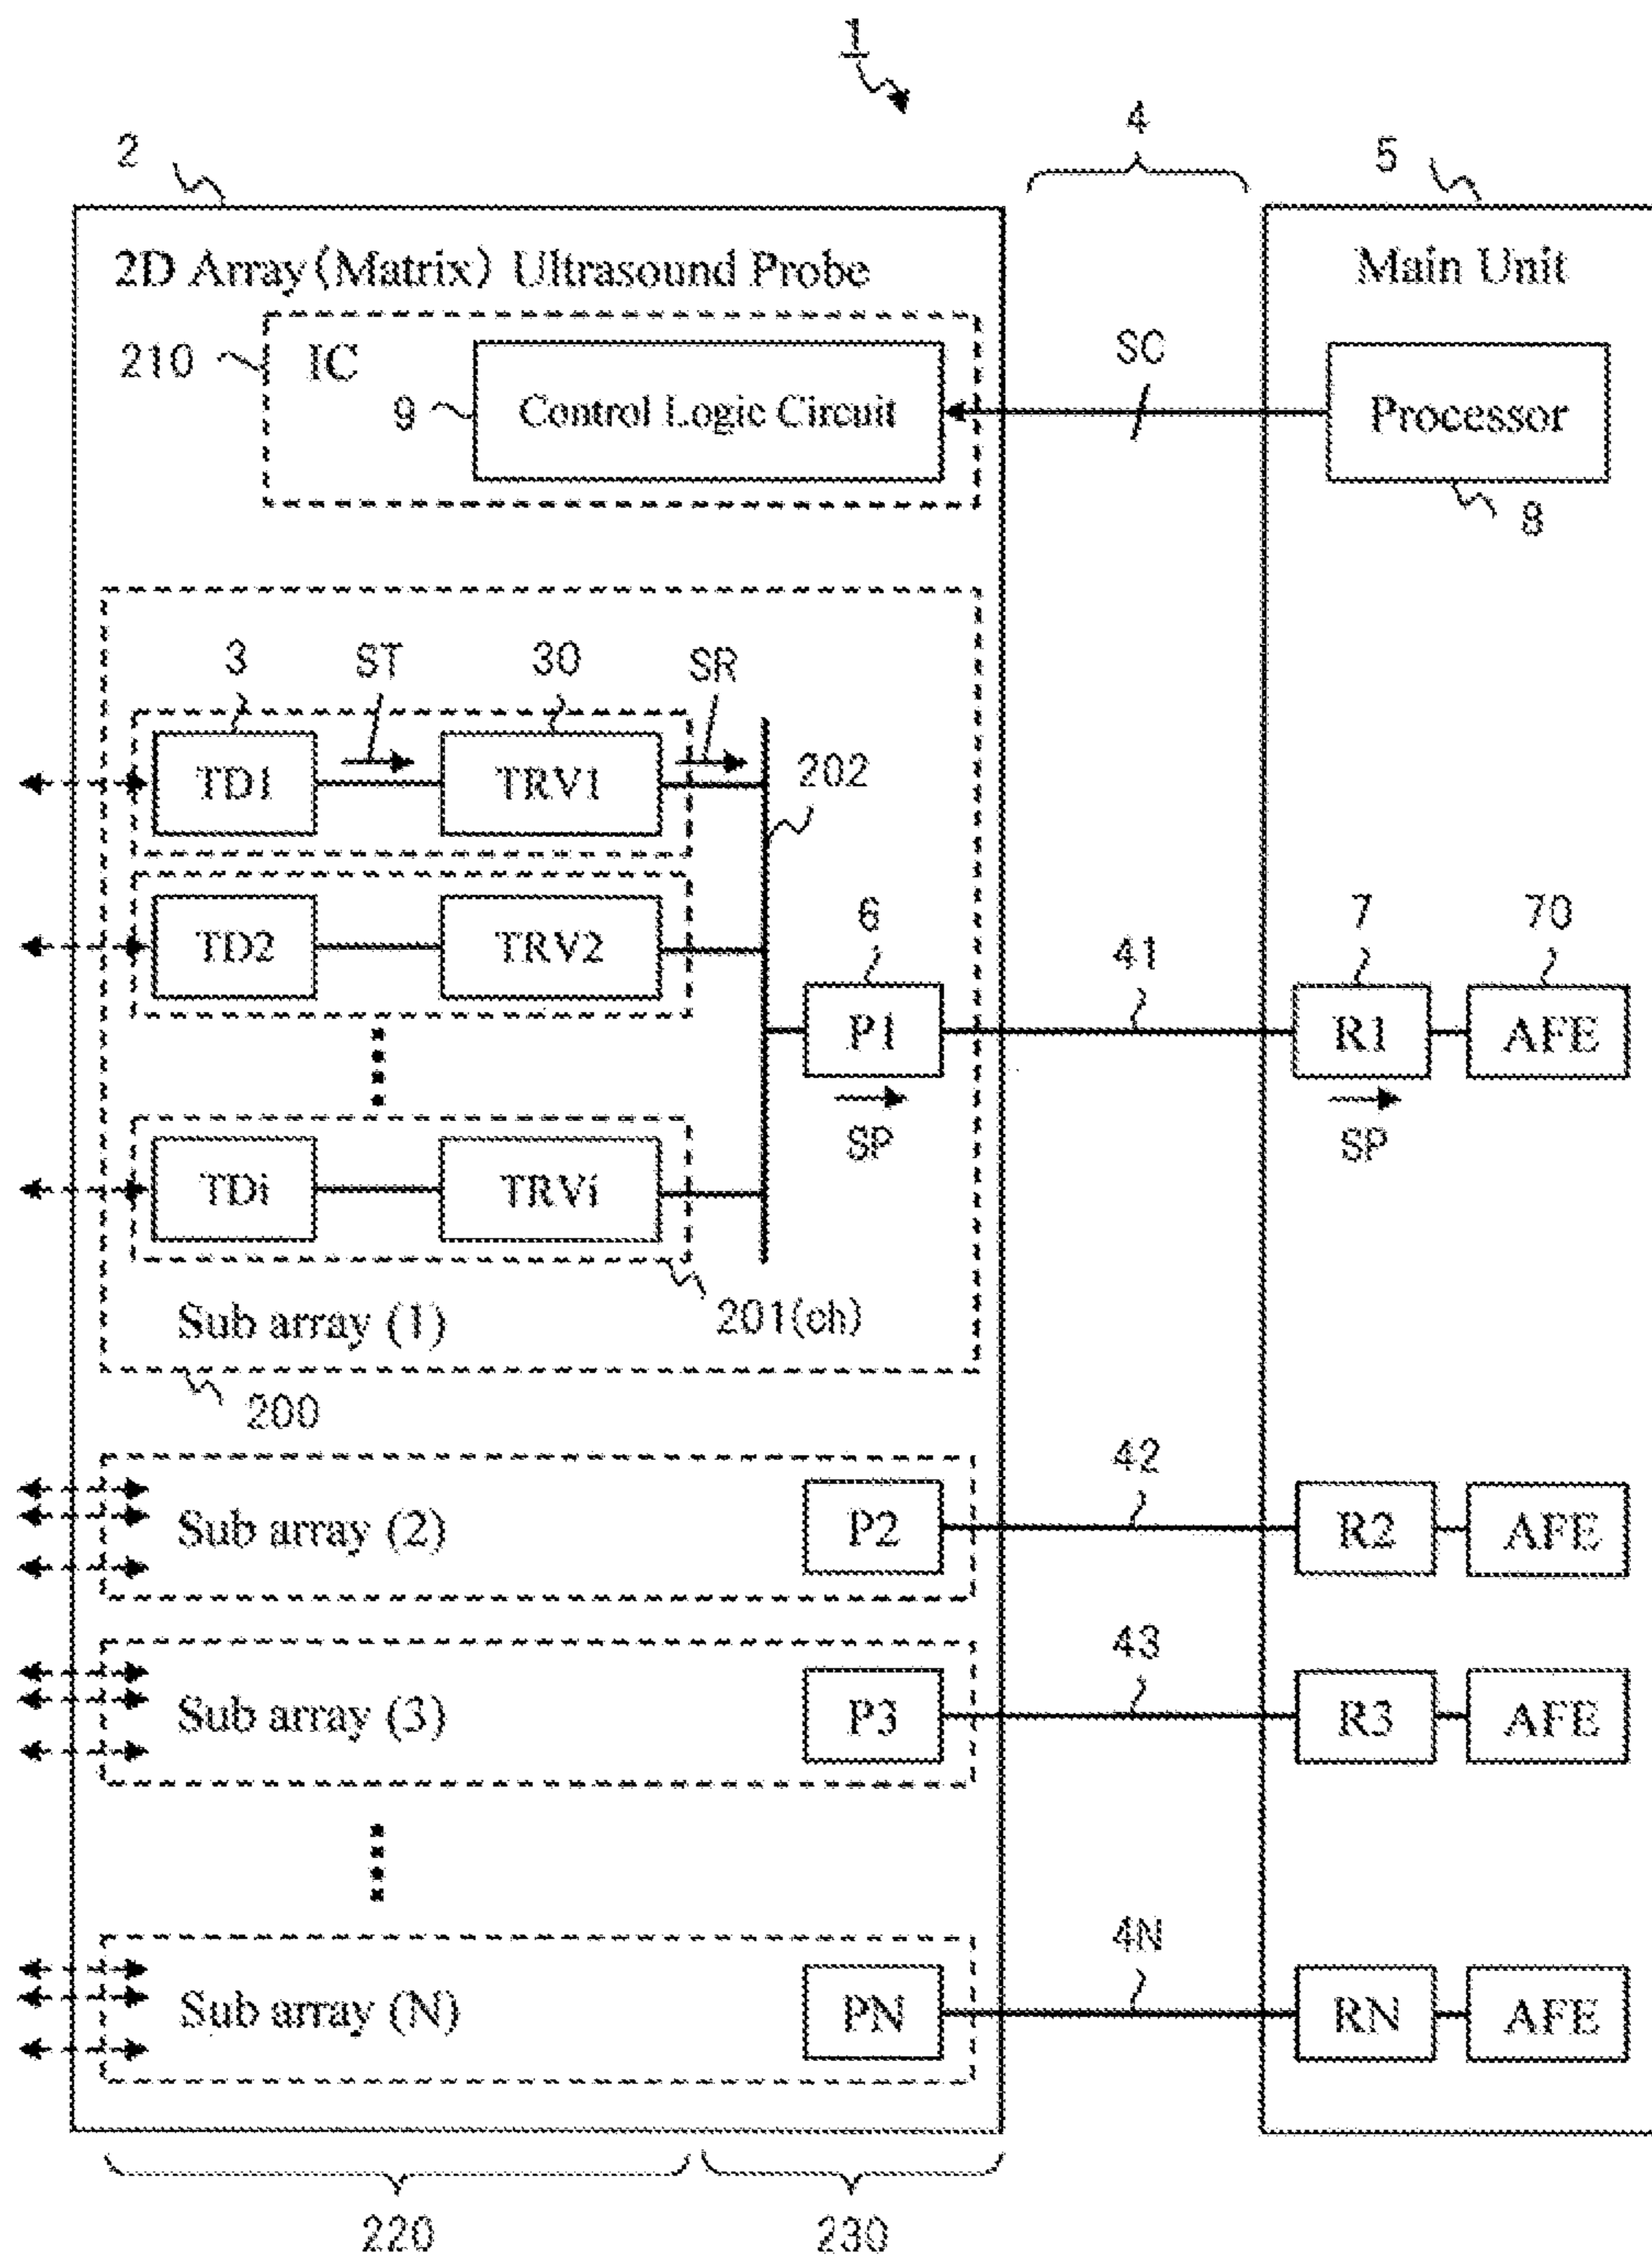 1
2
4
5
2D Array(Matrix) Ultrasound Probe
Main Unit
210
IC
9
Control Logic Circuit
SC
Processor
8
3
ST
30
SR
TD1
TRV1
202
TD2
TRV2
6
41
7
70
P1
R1
AFE
SP
SP
TDi
TRVi
201(ch)
Sub array (1)
200
42
Sub array (2)
P2
R2
AFE
43
Sub array (3)
P3
R3
AFE
4N
Sub array (N)
PN
RN
AFE
220
230